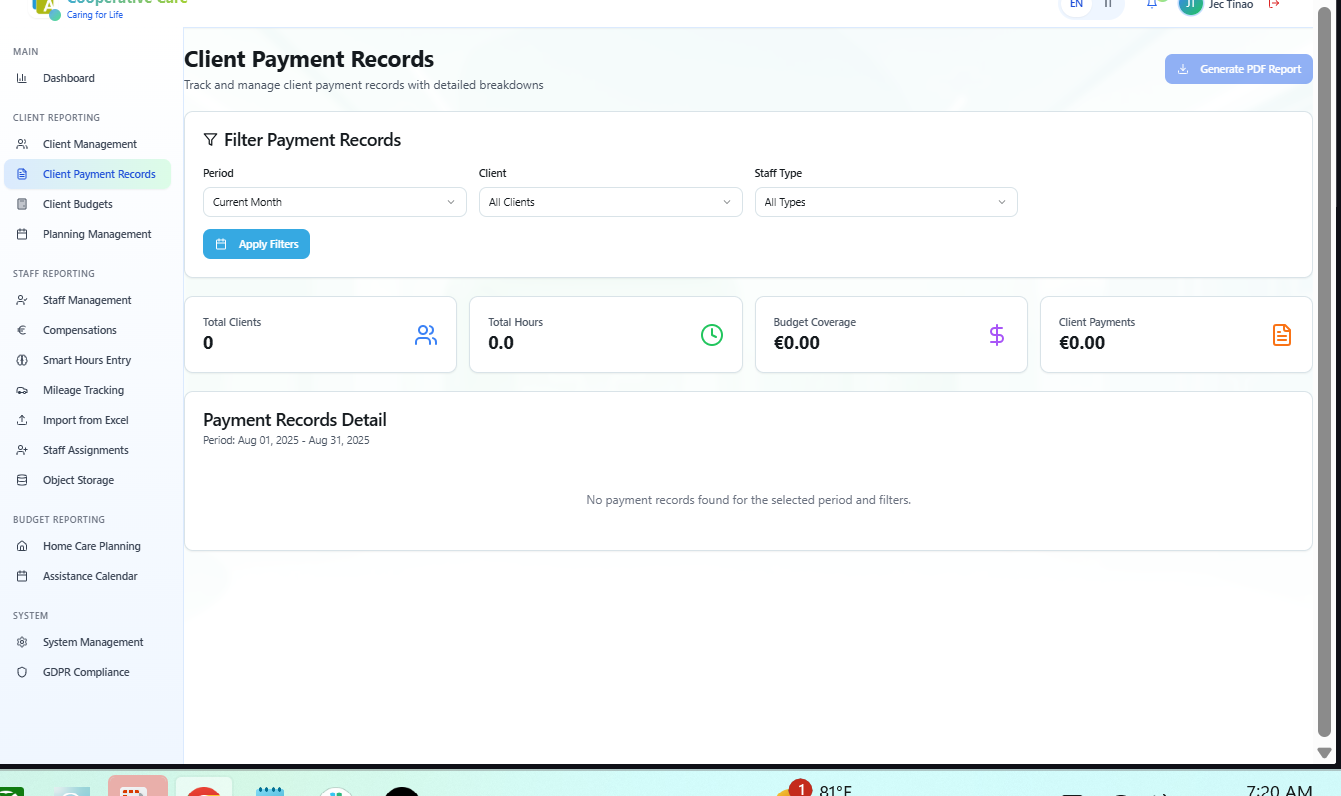 Cooperative Care
Caring for Life
EN
IT
JT
Jec Tinao
MAIN
Dashboard
CLIENT REPORTING
Client Management
Client Payment Records
Client Budgets
Planning Management
STAFF REPORTING
Staff Management
Compensations
Smart Hours Entry
Mileage Tracking
Import from Excel
Staff Assignments
Object Storage
BUDGET REPORTING
Home Care Planning
Assistance Calendar
SYSTEM
System Management
GDPR Compliance
Client Payment Records
Track and manage client payment records with detailed breakdowns
Generate PDF Report
Filter Payment Records
Period
Client
Staff Type
Current Month
All Clients
All Types
Apply Filters
Total Clients
0
Total Hours
0.0
Budget Coverage
€0.00
Client Payments
€0.00
Payment Records Detail
Period: Aug 01, 2025 - Aug 31, 2025
No payment records found for the selected period and filters.
1
81°F
7:20 AM